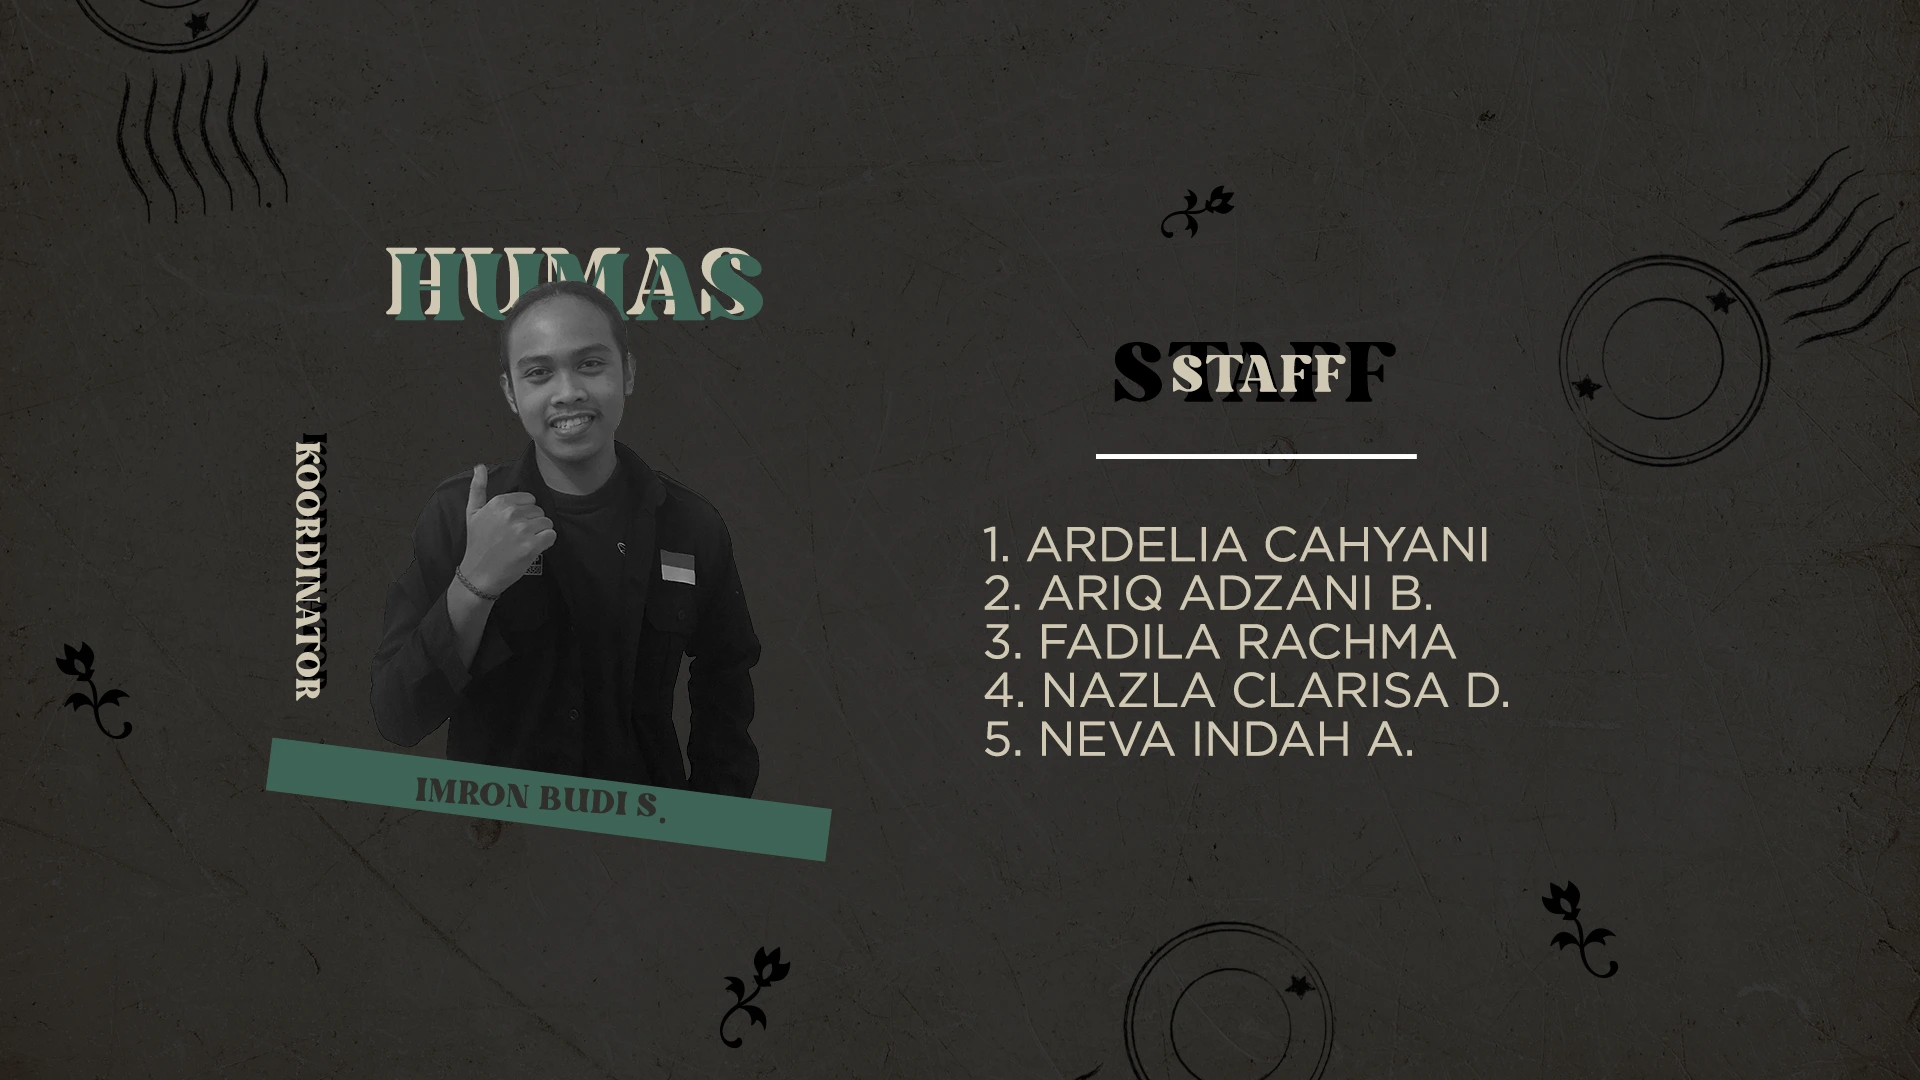 HUMAS
KOORDINATOR
IMRON BUDI S.
STAFF
STAFF
1. ARDELIA CAHYANI
2. ARIQ ADZANI B.
3. FADILA RACHMA
4. NAZLA CLARISA D.
5. NEVA INDAH A.